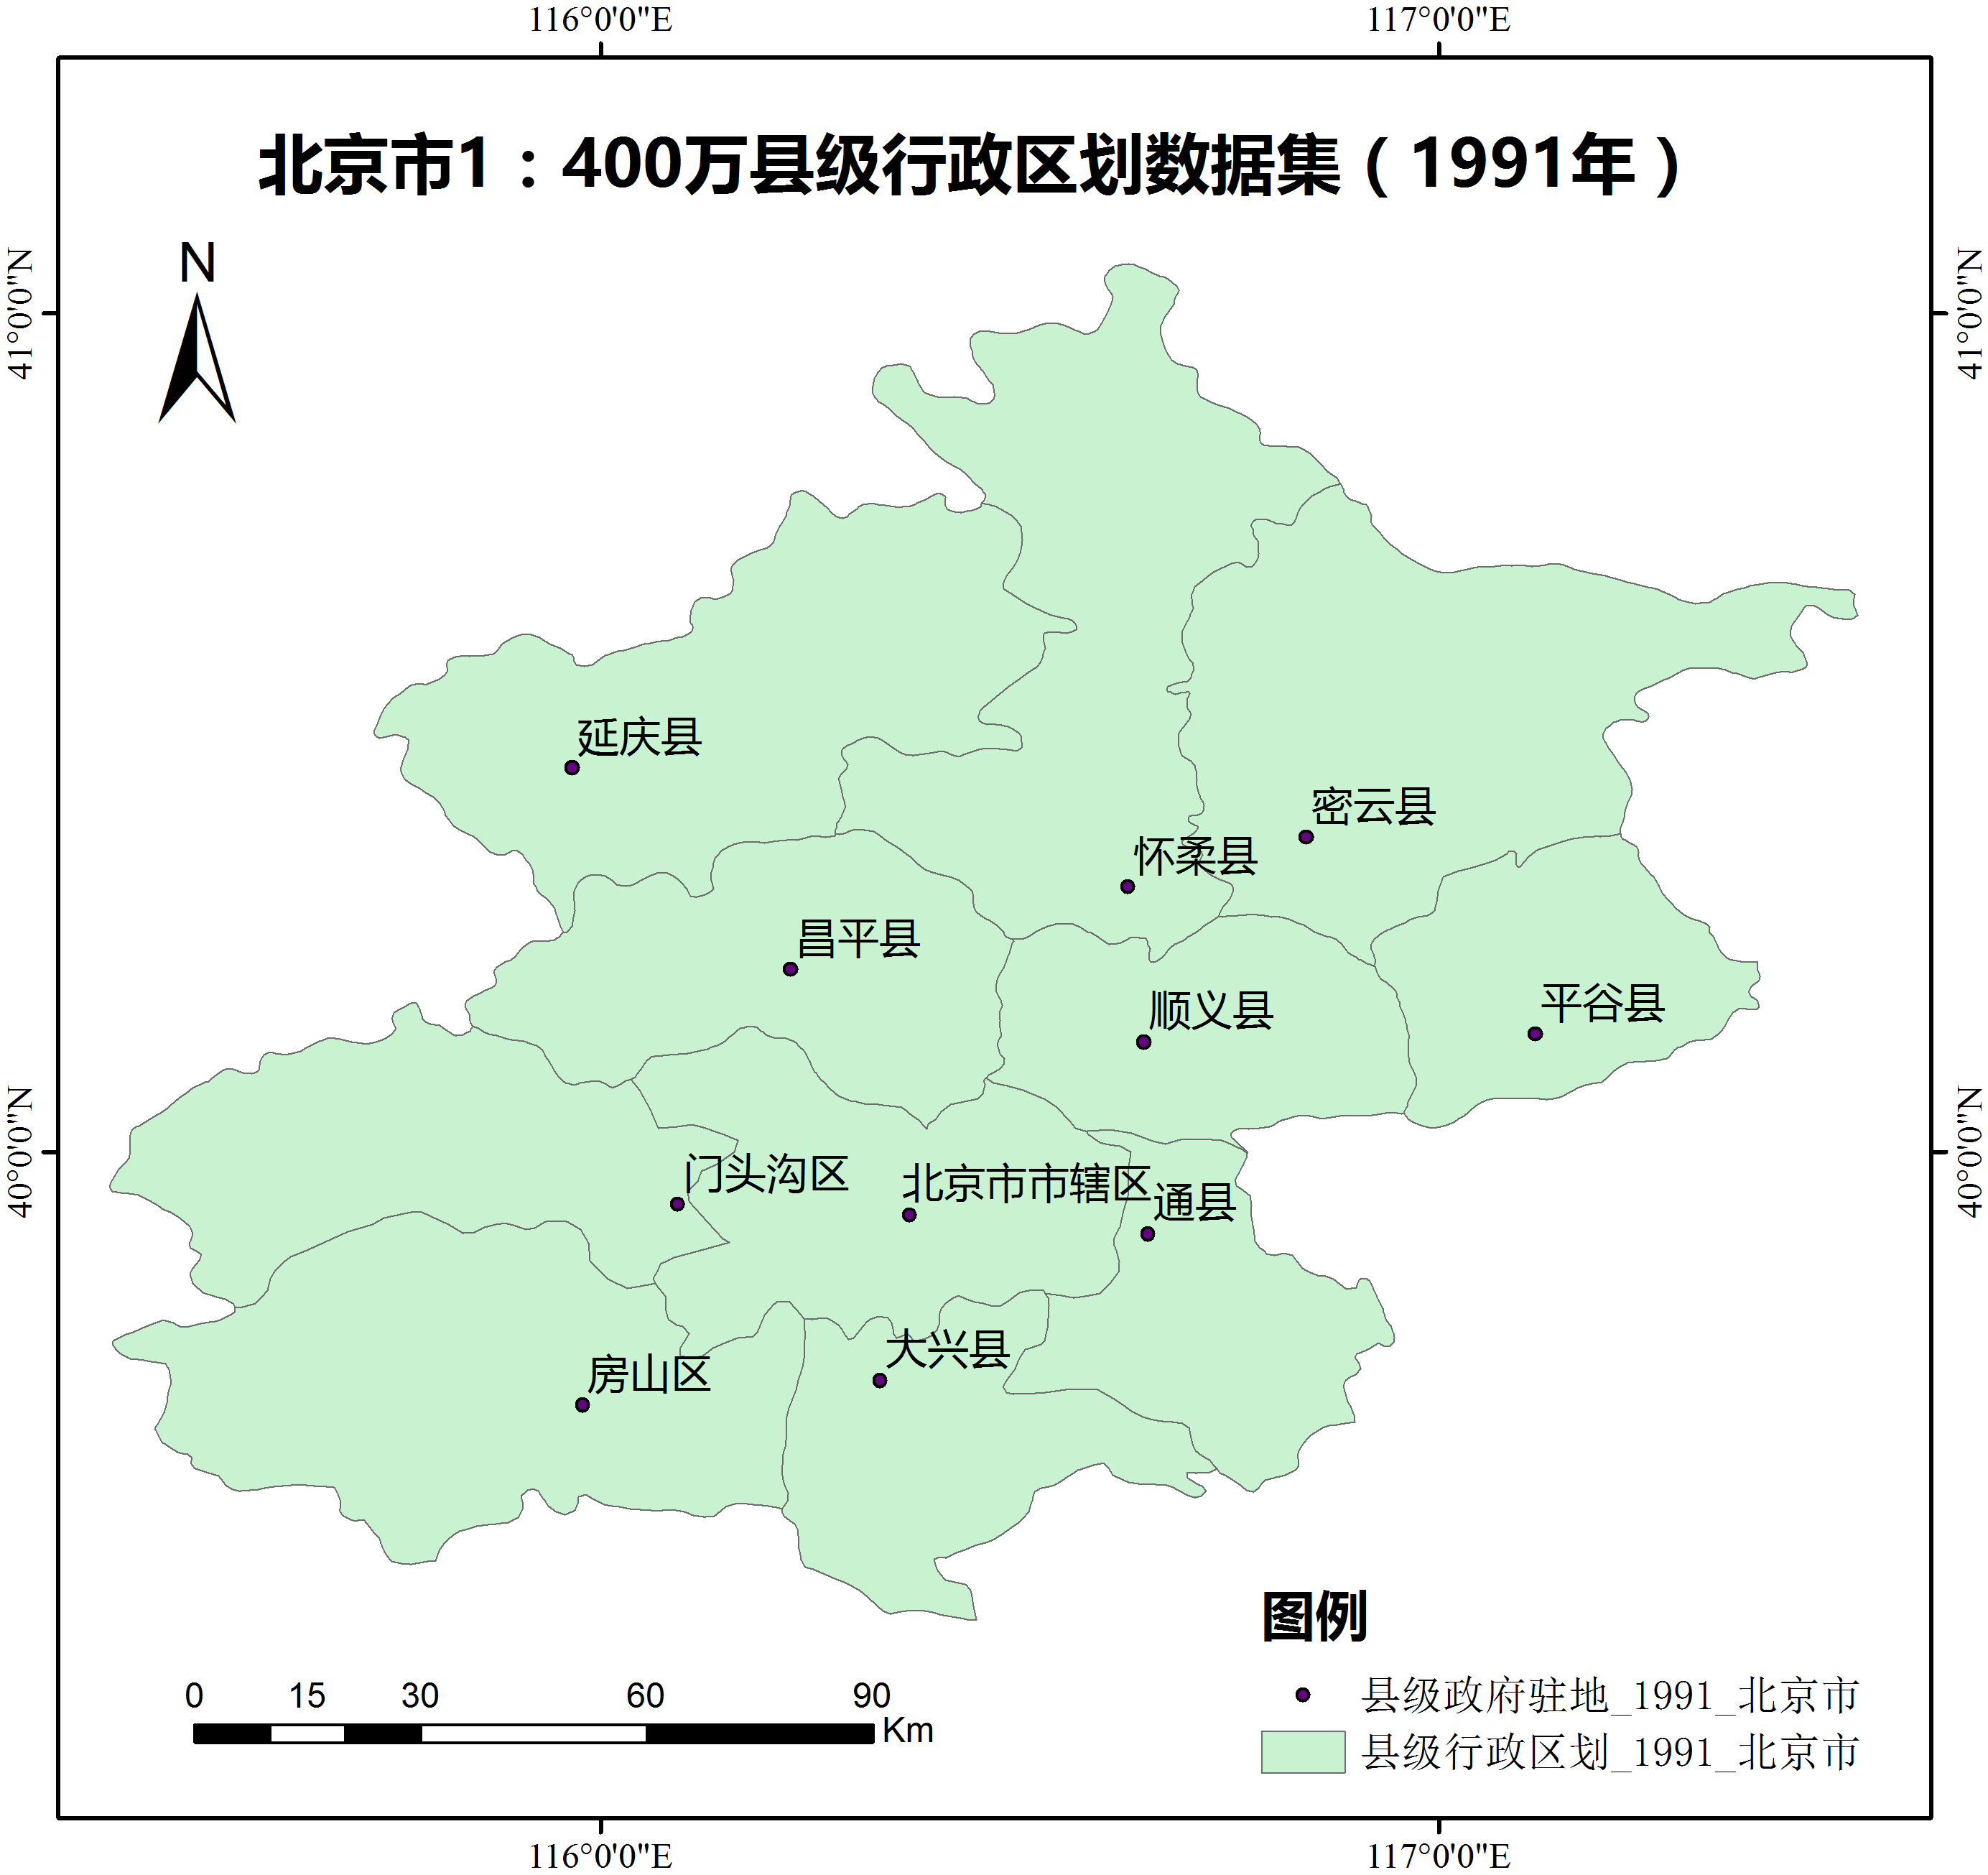 116°0'0"E 117°0'0"E
北京市1：400万县级行政区划数据集（1991年）
N
41°0'0"N 41°0'0"N
延庆县
密云县
怀柔县
昌平县
平谷县
顺义县
40°0'0"N 40°0'0"N
门头沟区
北京市市辖区
通县
大兴县
房山区
图例
县级政府驻地_1991_北京市
县级行政区划_1991_北京市
0 15 30 60 90
Km
116°0'0"E 117°0'0"E